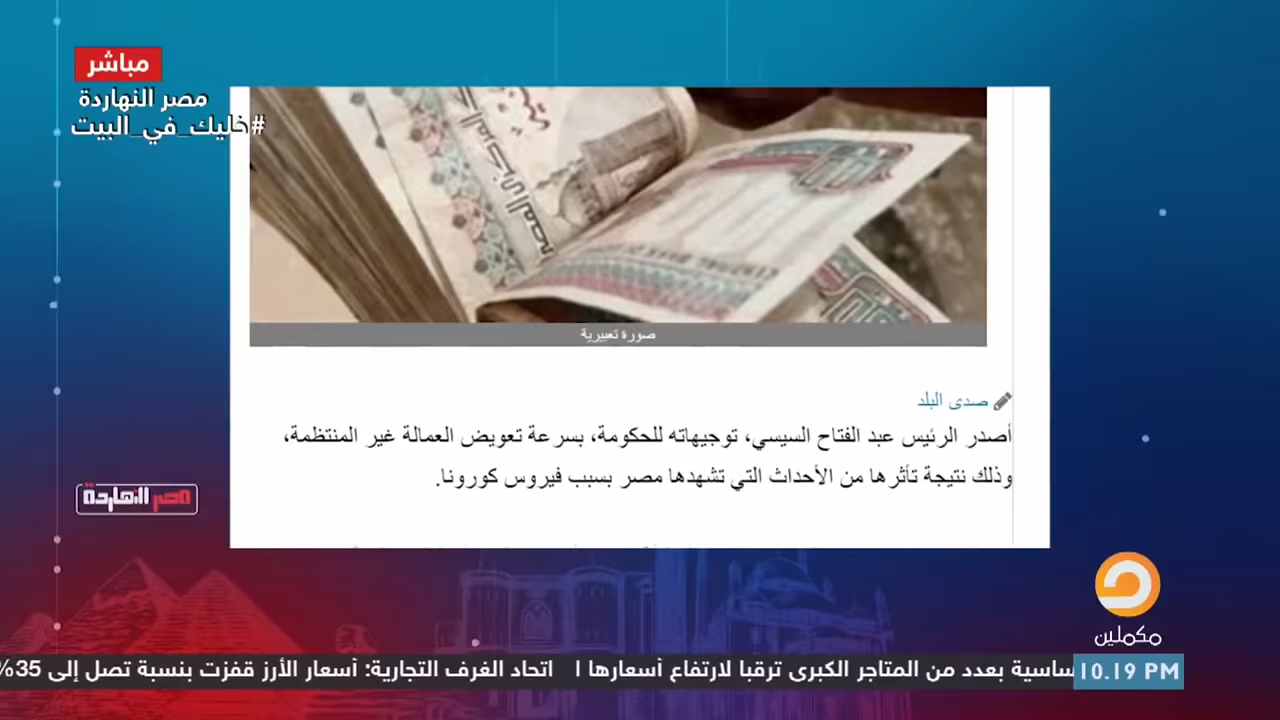 مباشر
مصر النهاردة
#خليك_في_البيت
صورة تعبيرية
صدى البلد
أصدر الرئيس عبد الفتاح السيسي، توجيهاته للحكومة، بسرعة تعويض العمالة غير المنتظمة،
وذلك نتيجة تأثرها من الأحداث التي تشهدها مصر بسبب فيروس كورونا.
مصر النهاردة
مكملين
10.19 PM
ساسية بعدد من المتاجر الكبرى ترقبا لارتفاع أسعارها ا اتحاد الغرف التجارية: أسعار الأرز قفزت بنسبة تصل إلى 35%